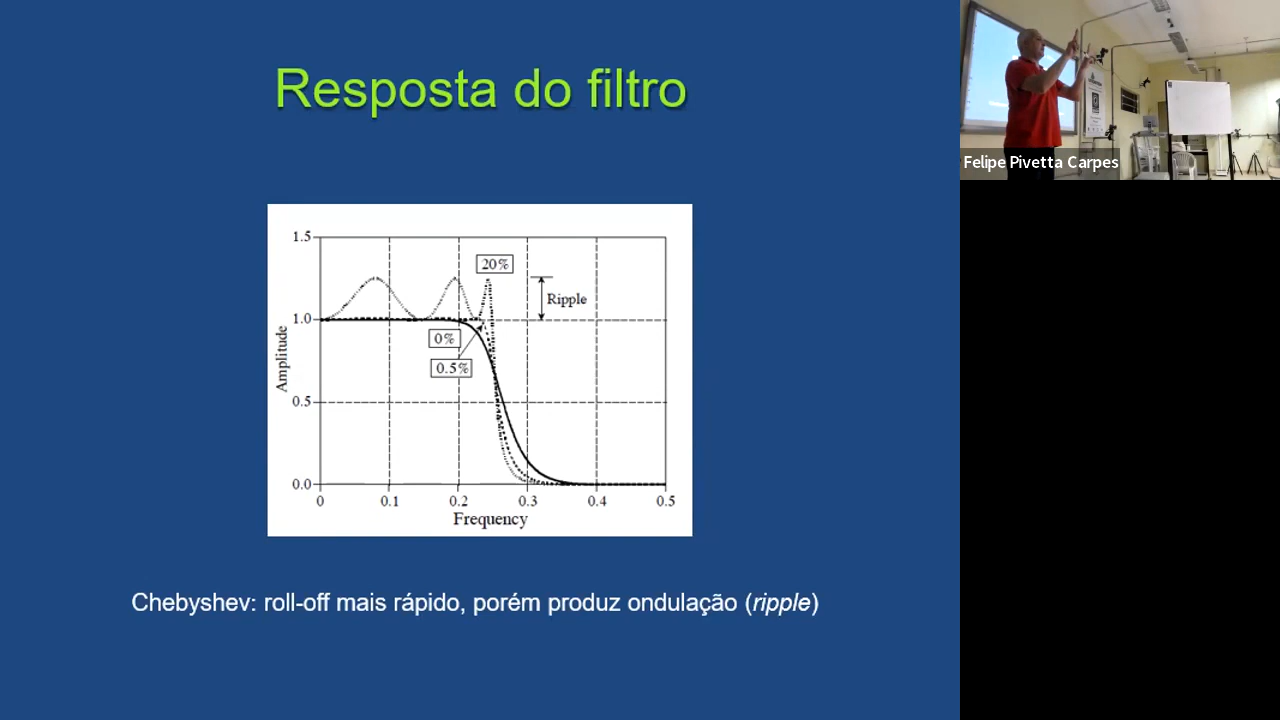 Resposta do filtro
1.5
20%
Ripple
1.0
0%
0.5%
Amplitude
0.5
0.0
0 0.1 0.2 0.3 0.4 0.5
Frequency
Chebyshev: roll-off mais rápido, porém produz ondulação (ripple)
Felipe Pivetta Carpes